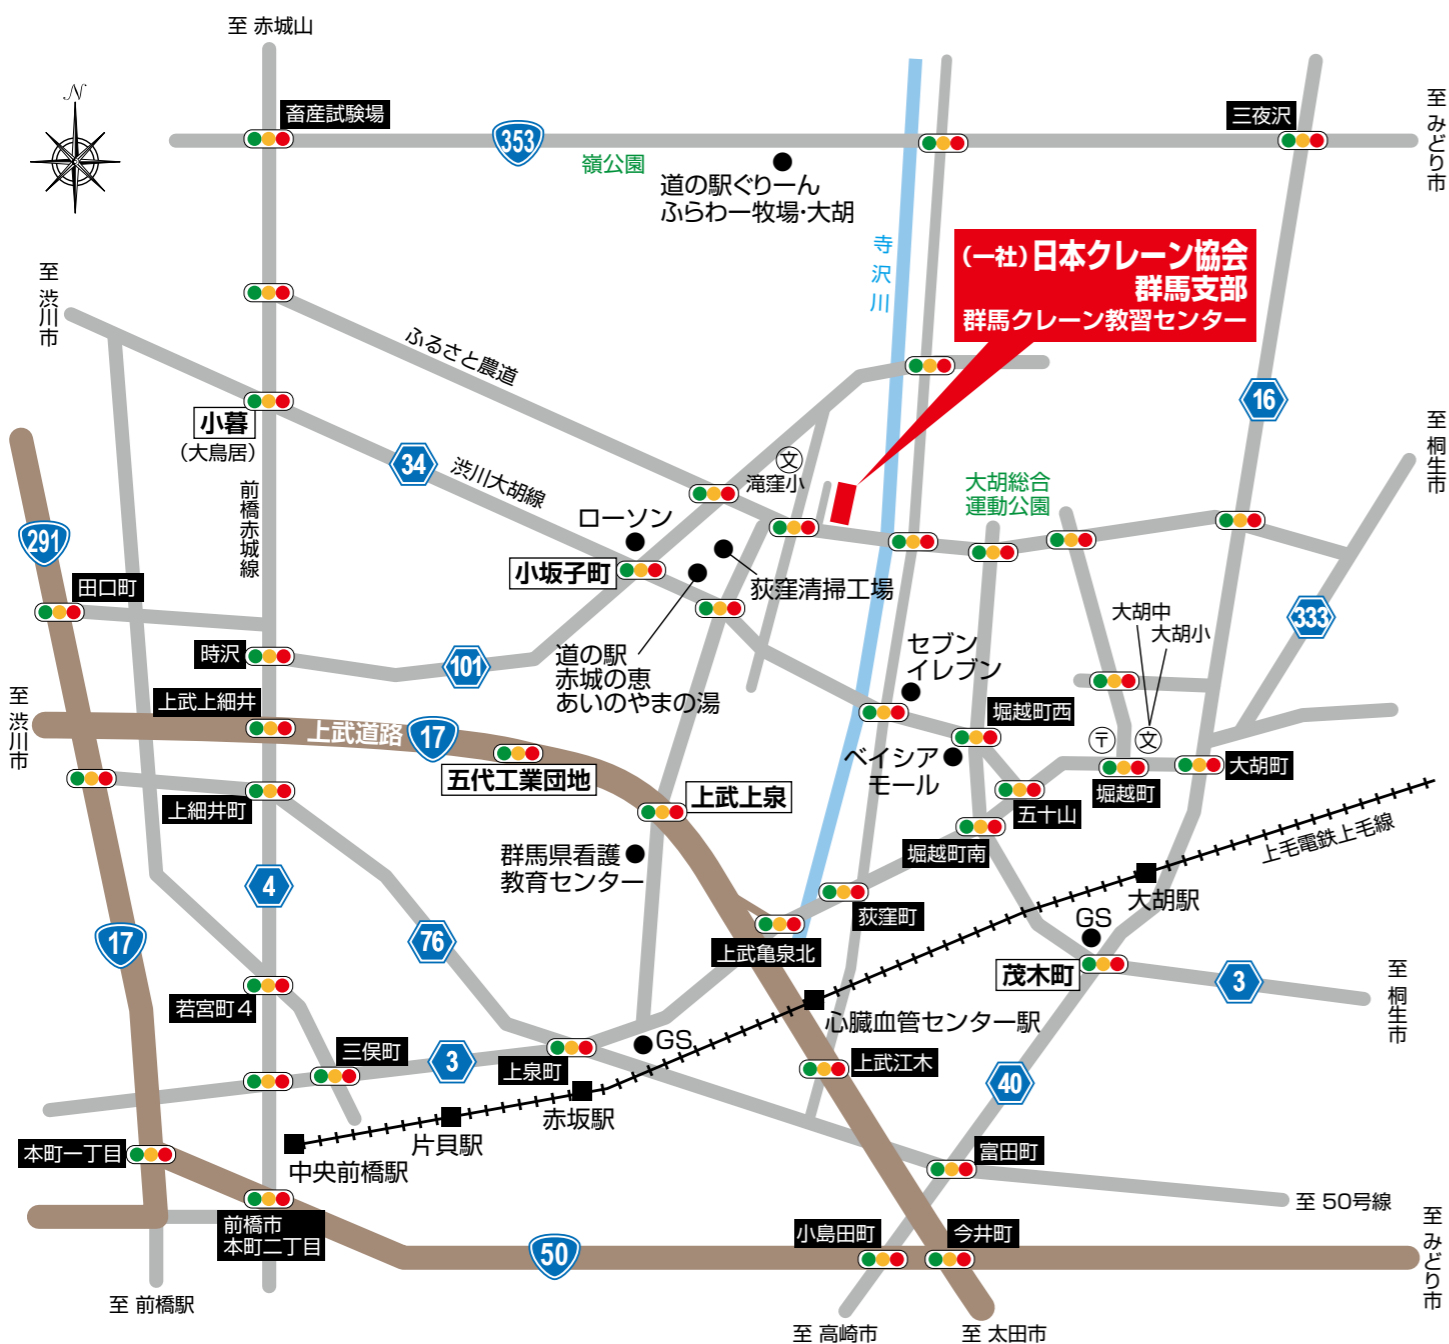 至 赤城山
N
畜産試験場
353
嶺公園
道の駅ぐりーん
ふらわー牧場・大胡
三夜沢
至 みどり市
寺沢川
(一社)日本クレーン協会
群馬支部
群馬クレーン教習センター
至 渋川市
ふるさと農道
小暮
(大鳥居)
34
渋川大胡線
前橋赤城線
文
滝窪小
16
至 桐生市
大胡総合
運動公園
ローソン
小坂子町
荻窪清掃工場
291
田口町
時沢
101
道の駅
赤城の恵
あいのやまの湯
セブン
イレブン
大胡中
大胡小
333
至 渋川市
上武上細井
上武道路
17
五代工業団地
上武上泉
堀越町西
ベイシア
モール
〒
文
大胡町
堀越町
五十山
堀越町南
上細井町
群馬県看護
教育センター
上毛電鉄上毛線
4
76
17
荻窪町
上武亀泉北
大胡駅
GS
茂木町
3
至 桐生市
若宮町4
三俣町
3
上泉町
GS
心臓血管センター駅
上武江木
40
赤坂駅
片貝駅
中央前橋駅
本町一丁目
前橋市
本町二丁目
富田町
至 50号線
小島田町
今井町
50
至 みどり市
至 前橋駅
至 高崎市
至 太田市